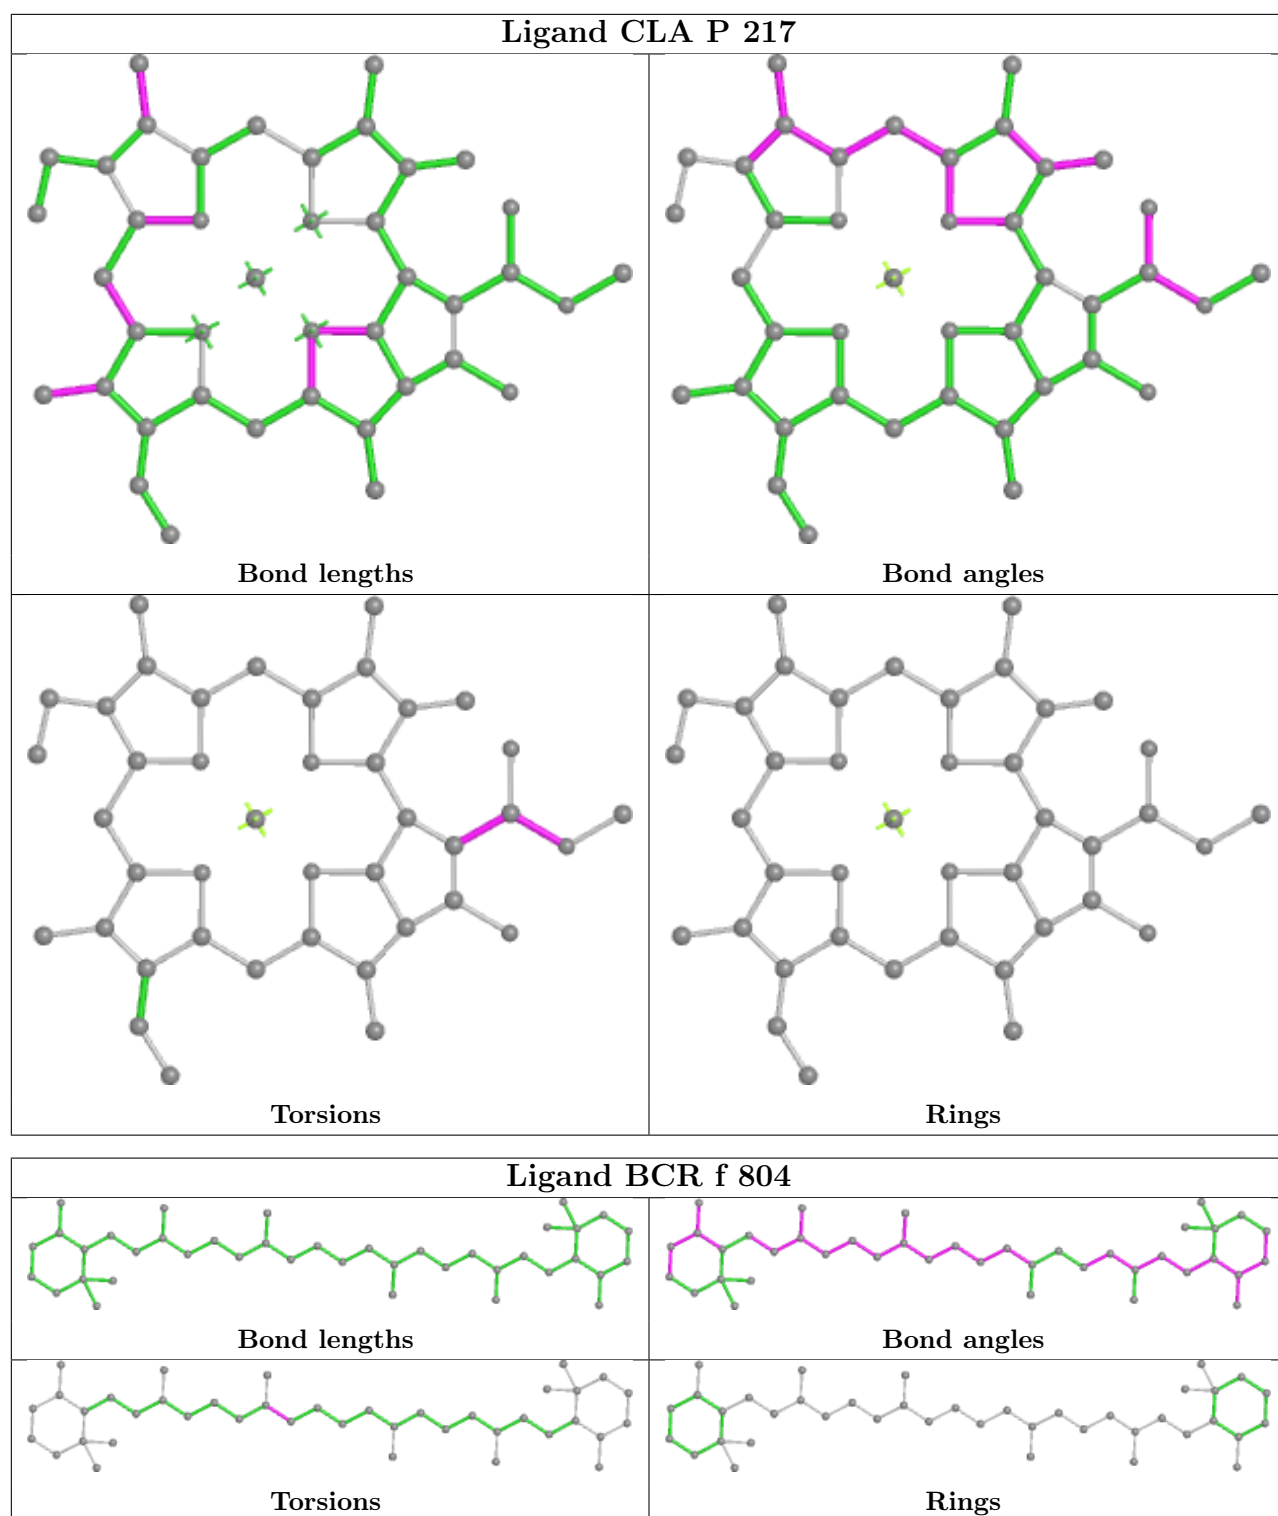 Ligand CLA P 217
Bond lengths
Bond angles
Torsions
Rings
Ligand BCR f 804
Bond lengths
Bond angles
Torsions
Rings